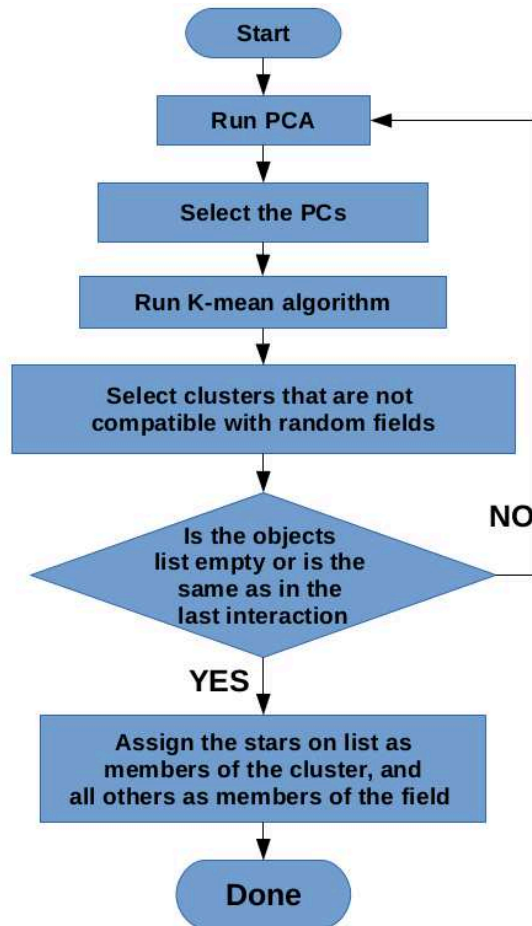 Start
Run PCA
Select the PCs
Run K-mean algorithm
Select clusters that are not
compatible with random fields
Is the objects
list empty or is the
same as in the
last interaction
NO
YES
Assign the stars on list as
members of the cluster, and
all others as members of the field
Done